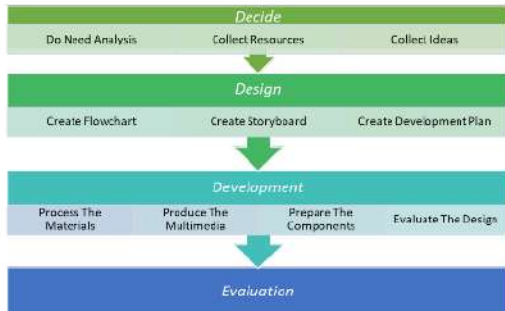 Decide
Do Need Analysis Collect Resources Collect Ideas
Design
Create Flowchart Create Storyboard Create Development Plan
Development
Process The Materials Produce The Multimedia Prepare The Components Evaluate The Design
Evaluation